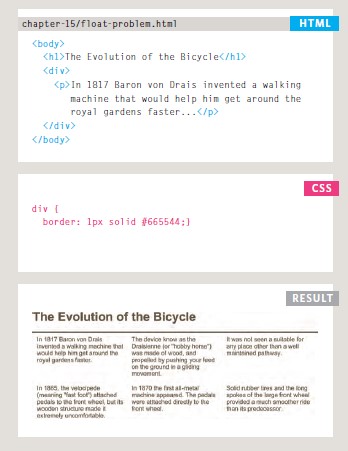 chapter-15/float-problem.html HTML
<body>
<h1>The Evolution of the Bicycle</h1>
<div>
<p>In 1817 Baron von Drais invented a walking
machine that would help him get around the
royal gardens faster...</p>
</div>
</body>
CSS
div {
border: 1px solid #665544;}
RESULT
The Evolution of the Bicycle
In 1817 Baron von Drais
invented a walking machine that
would help him get around the
royal gardens faster.
The device know as the
Draisienne (or "hobby horse")
was made of wood, and
propelled by pushing your feed
on the ground in a gliding
movement.
It was not seen a suitable for
any place other than a well
maintained pathway.
In 1865, the velocipede
(meaning "fast foot") attached
pedals to the front wheel, but its
wooden structure made it
extremely uncomfortable.
In 1870 the first all-metal
machine appeared. The pedals
were attached directly to the
front wheel.
Solid rubber tires and the long
spokes of the large front wheel
provided a much smoother ride
than its predecessor.